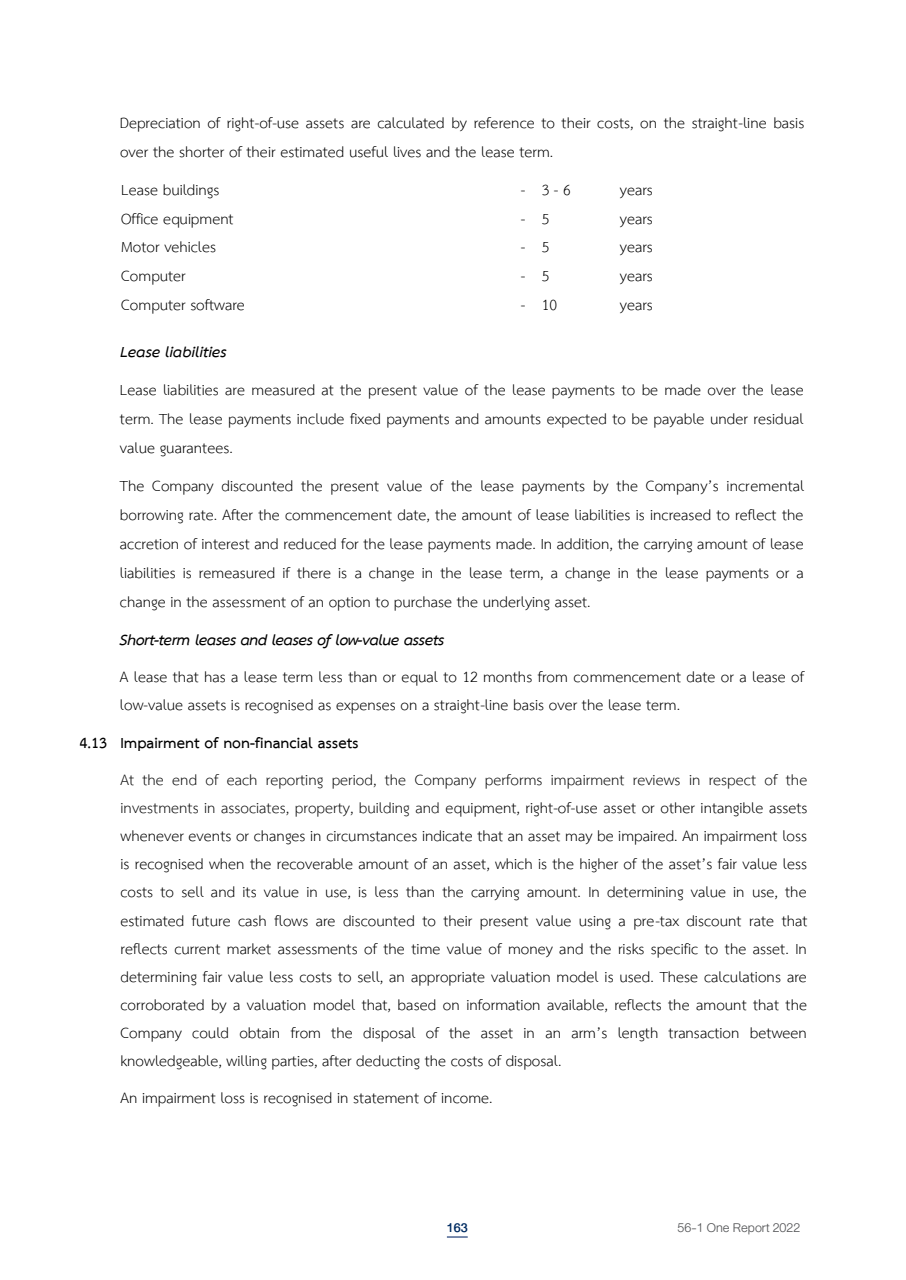 Depreciation of right-of-use assets are calculated by reference to their costs, on the straight-line basis
over the shorter of their estimated useful lives and the lease term.
Lease buildings - 3 - 6 years
Office equipment - 5 years
Motor vehicles - 5 years
Computer - 5 years
Computer software - 10 years
Lease liabilities
Lease liabilities are measured at the present value of the lease payments to be made over the lease
term. The lease payments include fixed payments and amounts expected to be payable under residual
value guarantees.
The Company discounted the present value of the lease payments by the Company's incremental
borrowing rate. After the commencement date, the amount of lease liabilities is increased to reflect the
accretion of interest and reduced for the lease payments made. In addition, the carrying amount of lease
liabilities is remeasured if there is a change in the lease term, a change in the lease payments or a
change in the assessment of an option to purchase the underlying asset.
Short-term leases and leases of low-value assets
A lease that has a lease term less than or equal to 12 months from commencement date or a lease of
low-value assets is recognised as expenses on a straight-line basis over the lease term.
4.13 Impairment of non-financial assets
At the end of each reporting period, the Company performs impairment reviews in respect of the
investments in associates, property, building and equipment, right-of-use asset or other intangible assets
whenever events or changes in circumstances indicate that an asset may be impaired. An impairment loss
is recognised when the recoverable amount of an asset, which is the higher of the asset's fair value less
costs to sell and its value in use, is less than the carrying amount. In determining value in use, the
estimated future cash flows are discounted to their present value using a pre-tax discount rate that
reflects current market assessments of the time value of money and the risks specific to the asset. In
determining fair value less costs to sell, an appropriate valuation model is used. These calculations are
corroborated by a valuation model that, based on information available, reflects the amount that the
Company could obtain from the disposal of the asset in an arm's length transaction between
knowledgeable, willing parties, after deducting the costs of disposal.
An impairment loss is recognised in statement of income.
163
56-1 One Report 2022